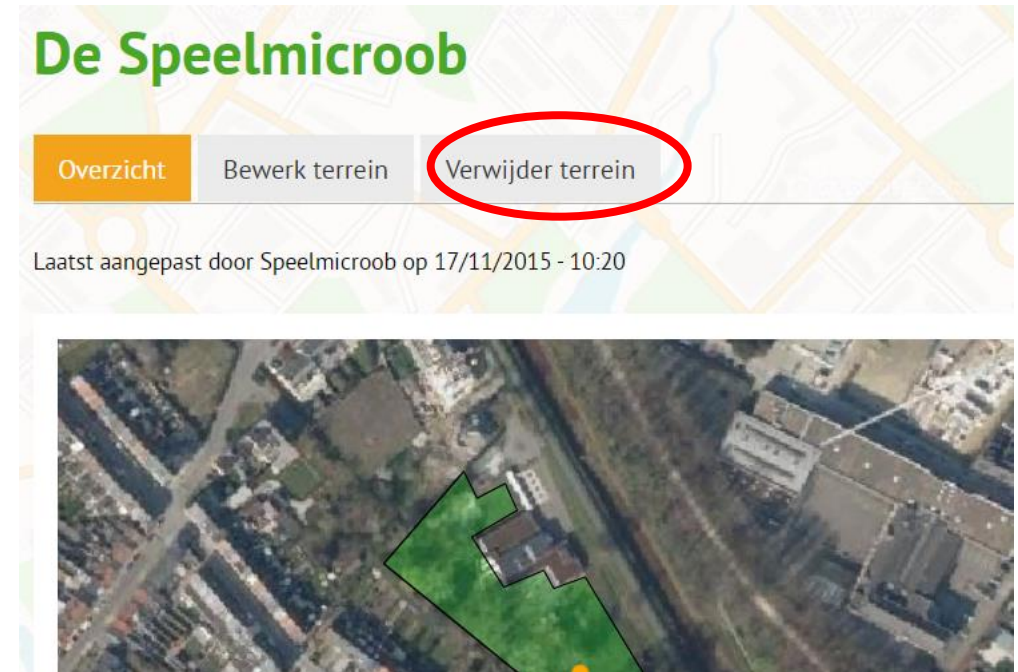 De Speelmicroob
Overzicht Bewerk terrein Verwijder terrein
Laatst aangepast door Speelmicroob op 17/11/2015 - 10:20